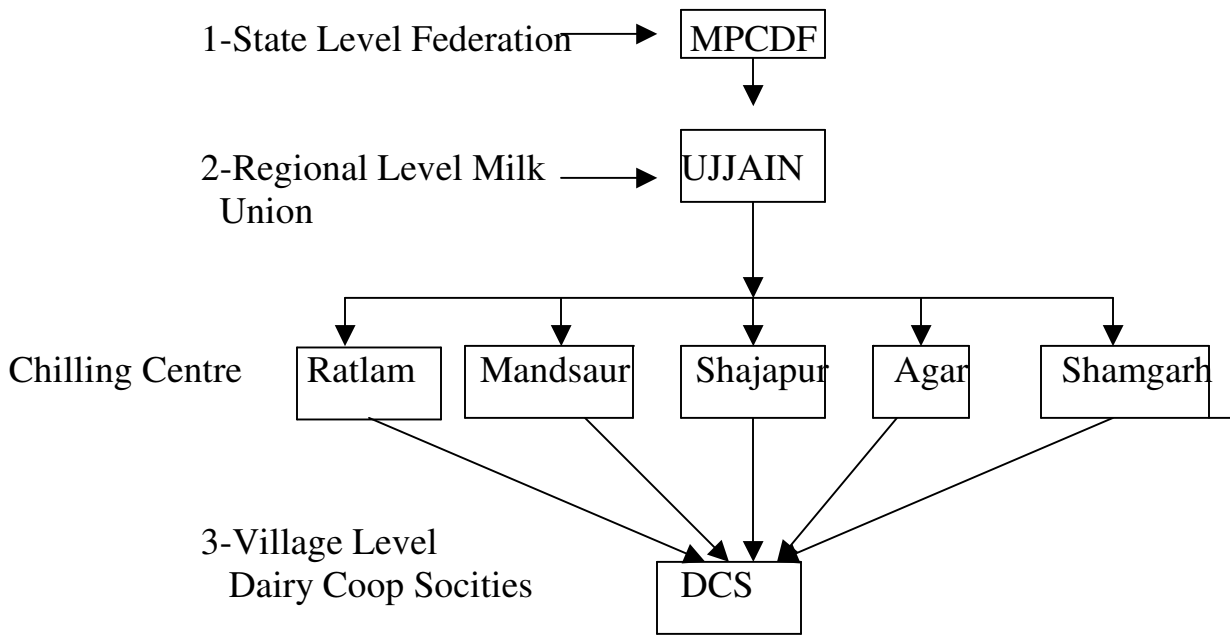 1-State Level Federation MPCDF
2-Regional Level Milk UJJAIN
Union
Chilling Centre Ratlam Mandsaur Shajapur Agar Shamgarh
3-Village Level
Dairy Coop Socities DCS